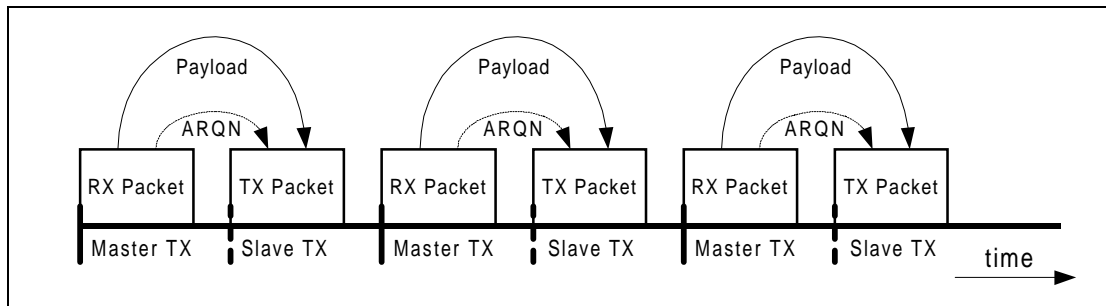 Payload Payload Payload
ARQN ARQN ARQN
RX Packet TX Packet RX Packet TX Packet RX Packet TX Packet
Master TX Slave TX Master TX Slave TX Master TX Slave TX
time